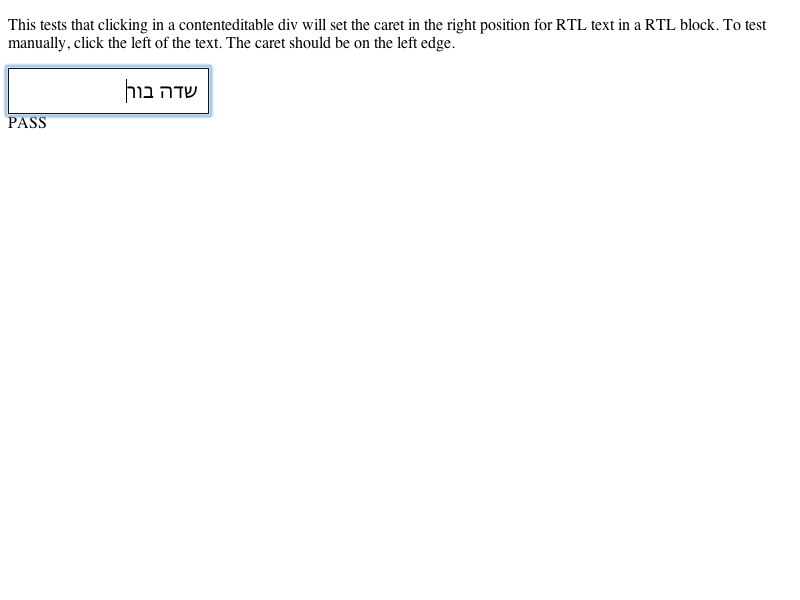 This tests that clicking in a contenteditable div will set the caret in the right position for RTL text in a RTL block. To test
manually, click the left of the text. The caret should be on the left edge.
שדה בור
PASS